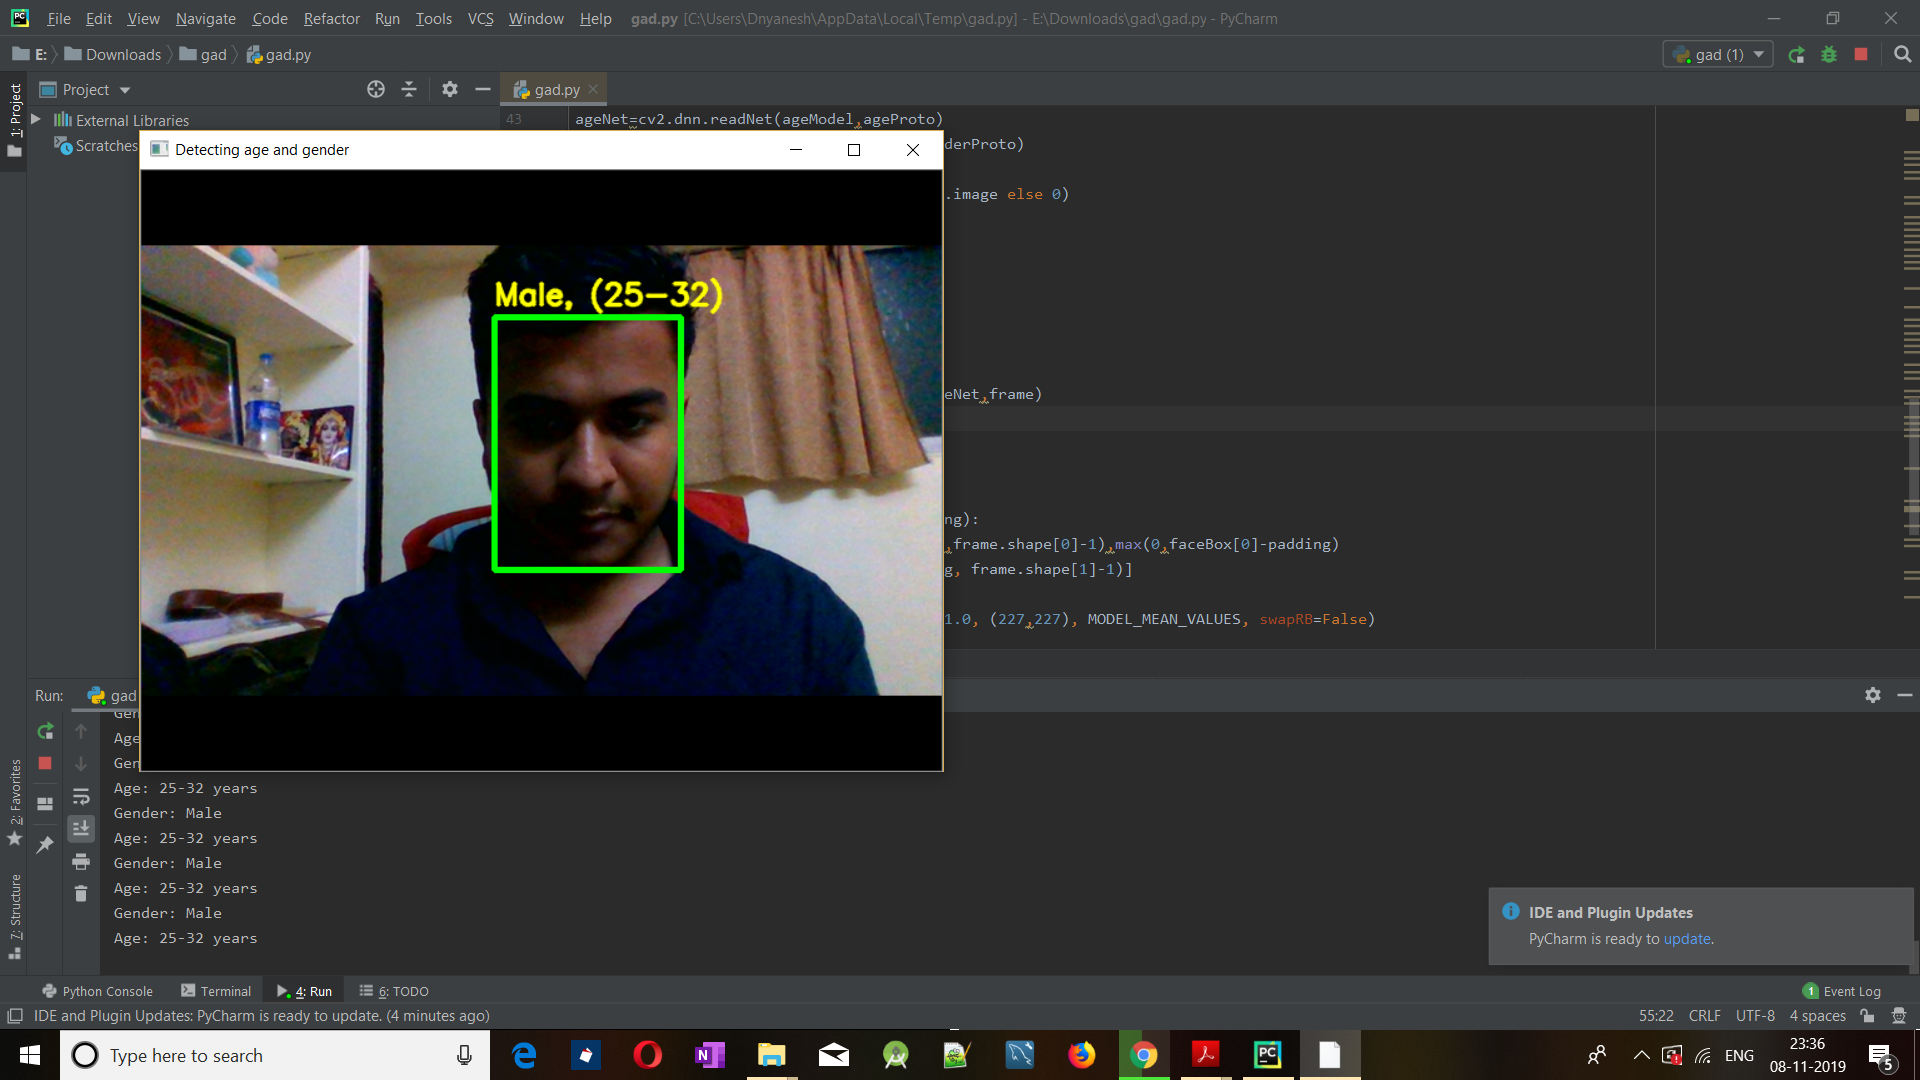 File Edit View Navigate Code Refactor Run Tools VCS Window Help gad.py [C:\Users\Dnyanesh\AppData\Local\Temp\gad.py] - E:\Downloads\gad\gad.py - PyCharm
E: Downloads gad gad.py
gad (1)
Project
gad.py
1: Project
External Libraries
Scratches
43 ageNet=cv2.dnn.readNet(ageModel,ageProto)
derProto)
.image else 0)
eNet,frame)
ng):
,frame.shape[0]-1),max(0,faceBox[0]-padding)
g, frame.shape[1]-1)]
1.0, (227,227), MODEL_MEAN_VALUES, swapRB=False)
Detecting age and gender
Male, (25-32)
Run: gad
Gen
Age
Gen
Age: 25-32 years
Gender: Male
Age: 25-32 years
Gender: Male
Age: 25-32 years
Gender: Male
Age: 25-32 years
2: Favorites
7: Structure
IDE and Plugin Updates
PyCharm is ready to update.
Python Console Terminal 4: Run 6: TODO
1 Event Log
IDE and Plugin Updates: PyCharm is ready to update. (4 minutes ago)
55:22 CRLF UTF-8 4 spaces
Type here to search
ENG
23:36
08-11-2019
5